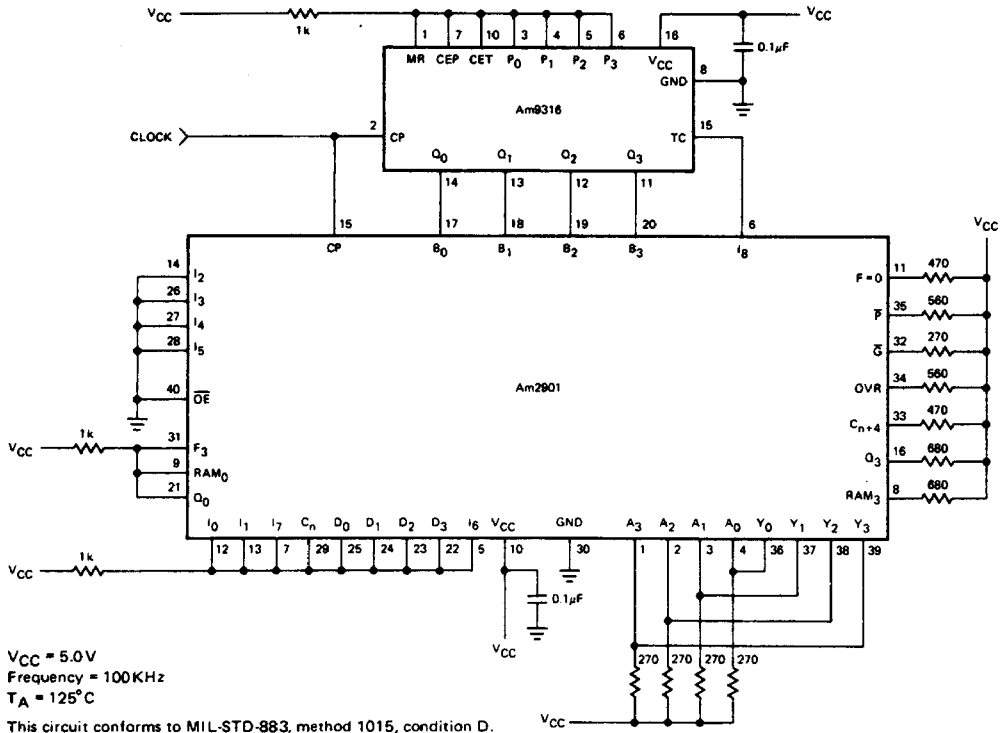 VCC 1k VCC
1 7 10 3 4 5 6 16
MR CEP CET P0 P1 P2 P3 VCC 0.1μF
8
GND
Am9316
15
2
CLOCK CP TC
Q0 Q1 Q2 Q3
14 13 12 11
15 17 18 19 20 6
VCC
CP B0 B1 B2 B3 I8
14 I2 F=0 11 470
26 I3 P̅ 35 560
27 I4
28 I5 G̅ 32 270
Am2901
40 O̅E̅ OVR 34 560
Cn+4 33 470
VCC 1k 31 F3
9 RAM0 Q3 16 680
21 Q0 RAM3 8 680
I0 I1 I7 Cn D0 D1 D2 D3 I6 VCC GND A3 A2 A1 A0 Y0 Y1 Y2 Y3
12 13 7 29 25 24 23 22 5 10 30 1 2 3 4 36 37 38 39
1k
VCC
0.1μF
VCC
270 270 270 270
VCC = 5.0 V
Frequency = 100 KHz
TA = 125°C
VCC
This circuit conforms to MIL-STD-883, method 1015, condition D.